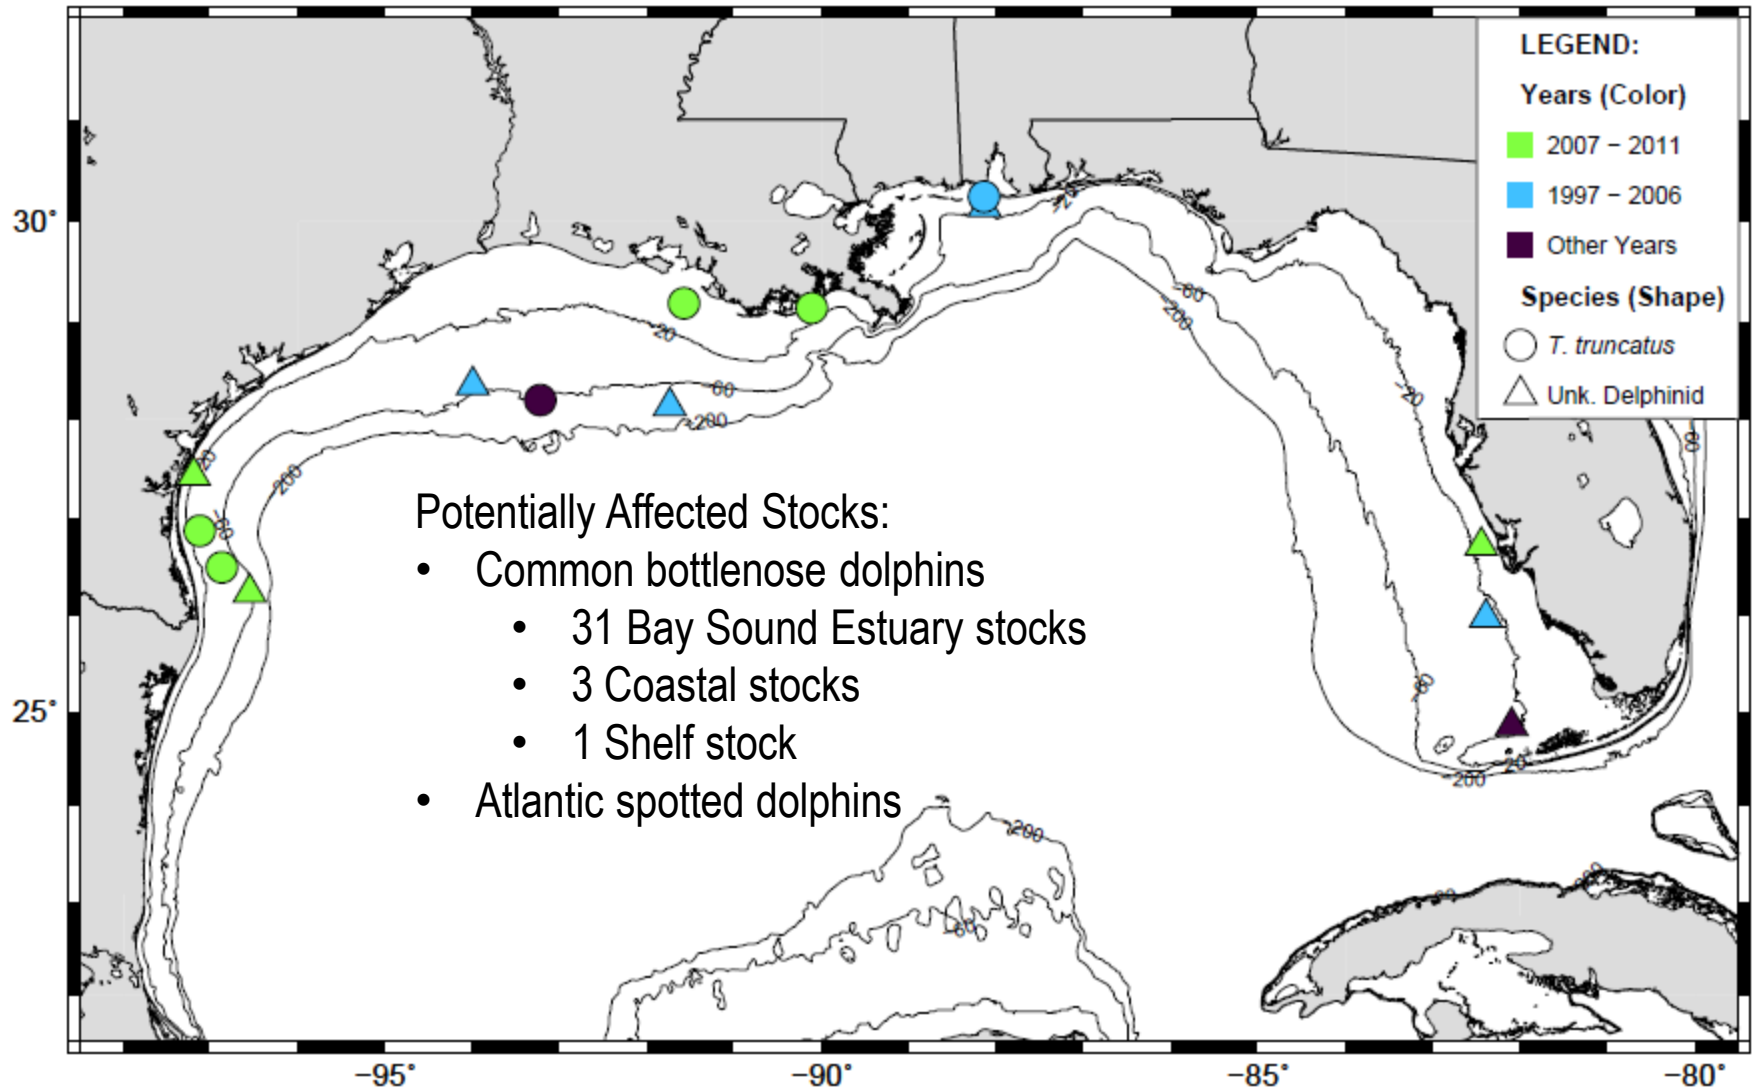 LEGEND:
Years (Color)
2007 − 2011
1997 − 2006
Other Years
Species (Shape)
T. truncatus
Unk. Delphinid
30°
25°
−95°
−90°
−85°
−80°
Potentially Affected Stocks:
• Common bottlenose dolphins
• 31 Bay Sound Estuary stocks
• 3 Coastal stocks
• 1 Shelf stock
• Atlantic spotted dolphins
−20
−60
−200
−60
−200
−20
−60
−200
−20
−60
−20
−200
−200
−60